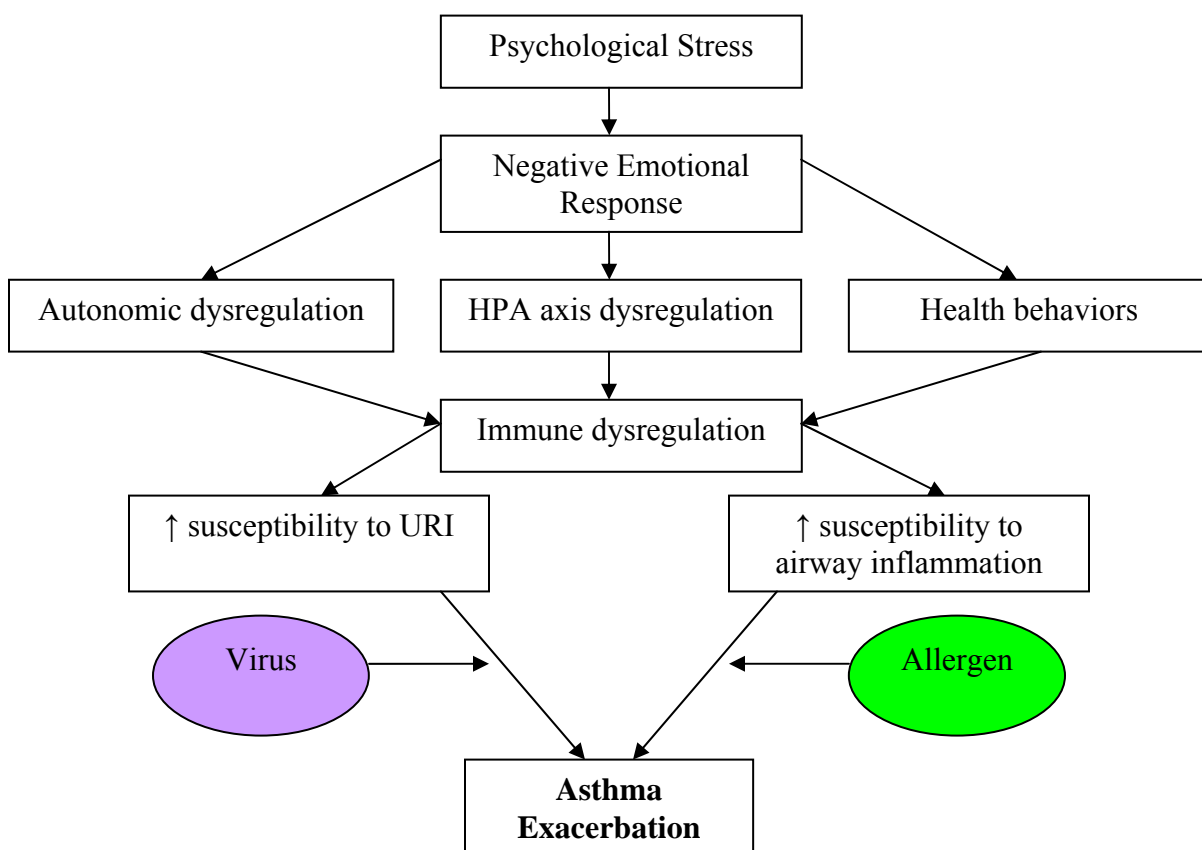 Psychological Stress
Negative Emotional
Response
Autonomic dysregulation
HPA axis dysregulation
Health behaviors
Immune dysregulation
↑ susceptibility to URI
↑ susceptibility to
airway inflammation
Virus
Allergen
Asthma
Exacerbation